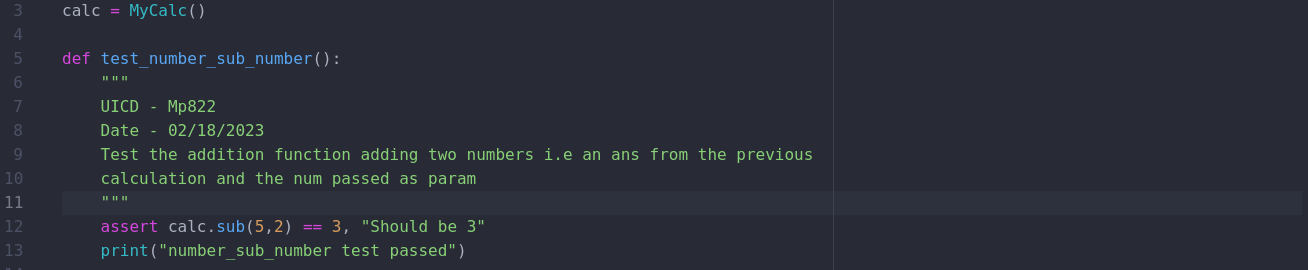 3 calc = MyCalc()
4
5 def test_number_sub_number():
6 """
7 UICD - Mp822
8 Date - 02/18/2023
9 Test the addition function adding two numbers i.e an ans from the previous
10 calculation and the num passed as param
11 """
12 assert calc.sub(5,2) == 3, "Should be 3"
13 print("number_sub_number test passed")